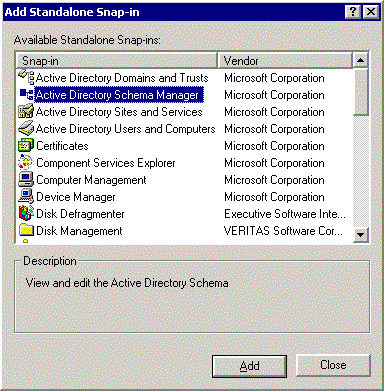 Add Standalone Snap-in
Available Standalone Snap-ins:
Snap-in Vendor
Active Directory Domains and Trusts Microsoft Corporation
Active Directory Schema Manager Microsoft Corporation
Active Directory Sites and Services Microsoft Corporation
Active Directory Users and Computers Microsoft Corporation
Certificates Microsoft Corporation
Component Services Explorer Microsoft Corporation
Computer Management Microsoft Corporation
Device Manager Microsoft Corporation
Disk Defragmenter Executive Software Inte...
Disk Management VERITAS Software Cor...
Description
View and edit the Active Directory Schema
Add Close